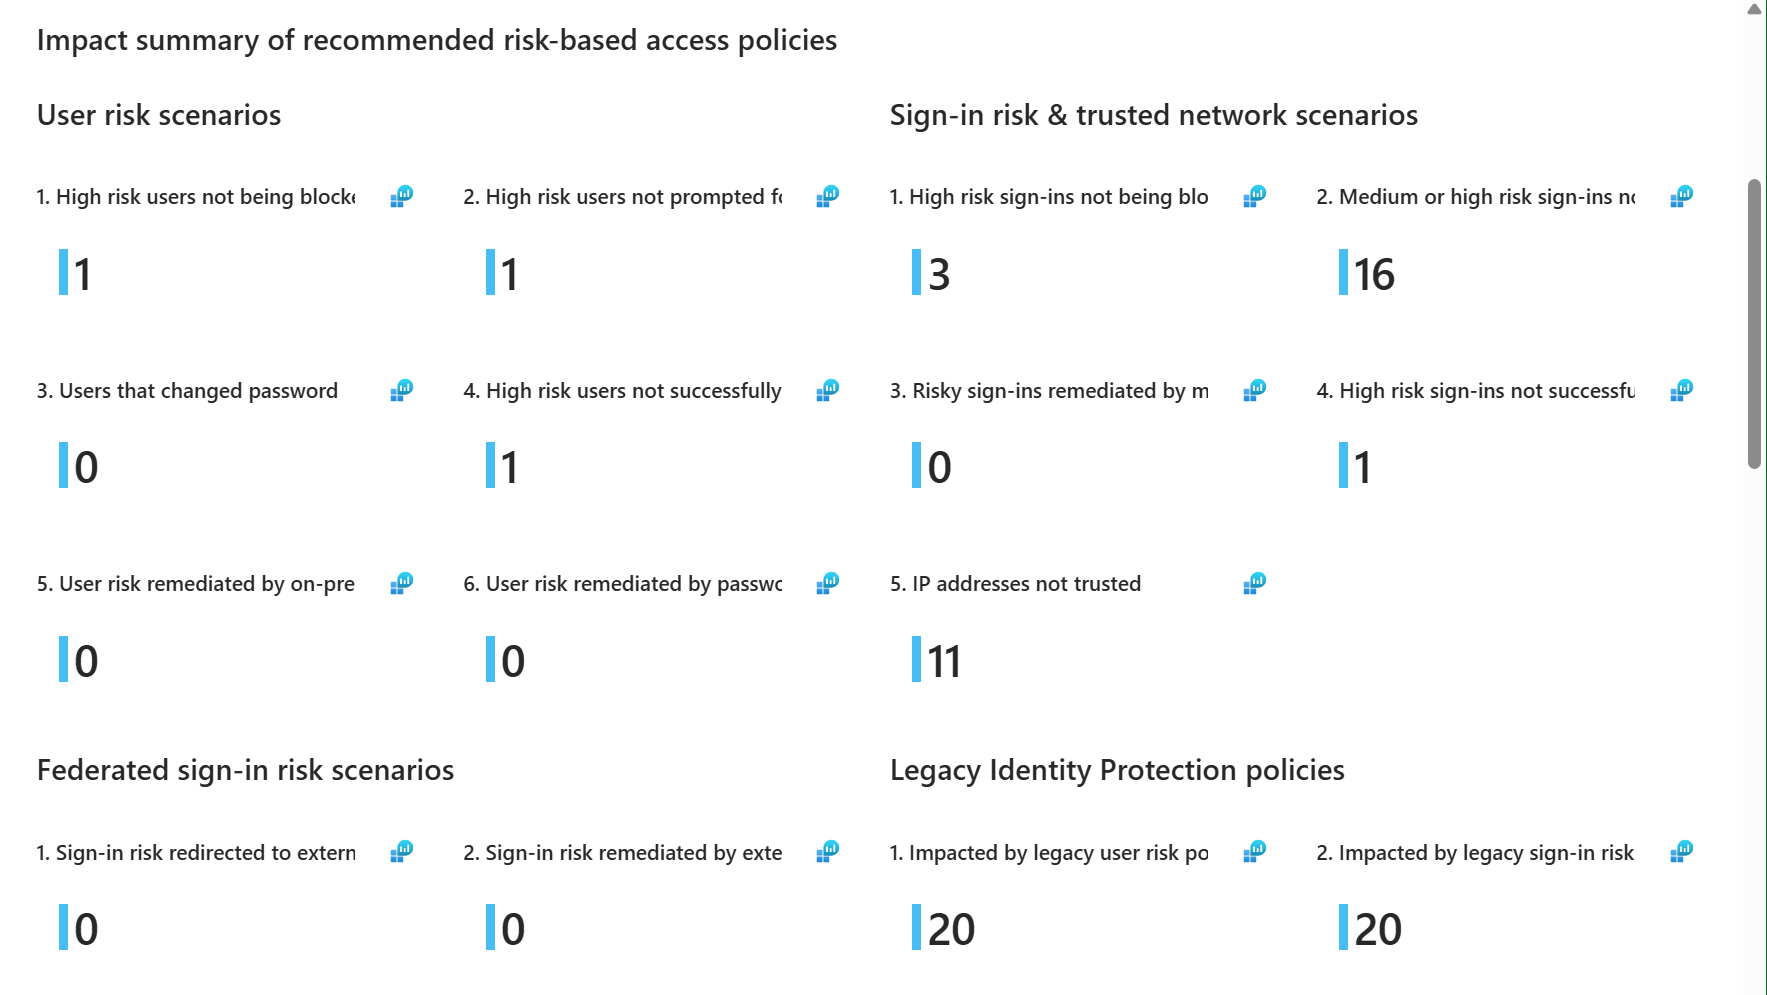 Impact summary of recommended risk-based access policies
User risk scenarios
1. High risk users not being blocke
1
2. High risk users not prompted fo
1
3. Users that changed password
0
4. High risk users not successfully
1
5. User risk remediated by on-pre
0
6. User risk remediated by passwo
0
Sign-in risk & trusted network scenarios
1. High risk sign-ins not being blo
3
2. Medium or high risk sign-ins no
16
3. Risky sign-ins remediated by m
0
4. High risk sign-ins not successfu
1
5. IP addresses not trusted
11
Federated sign-in risk scenarios
1. Sign-in risk redirected to extern
0
2. Sign-in risk remediated by exte
0
Legacy Identity Protection policies
1. Impacted by legacy user risk po
20
2. Impacted by legacy sign-in risk
20